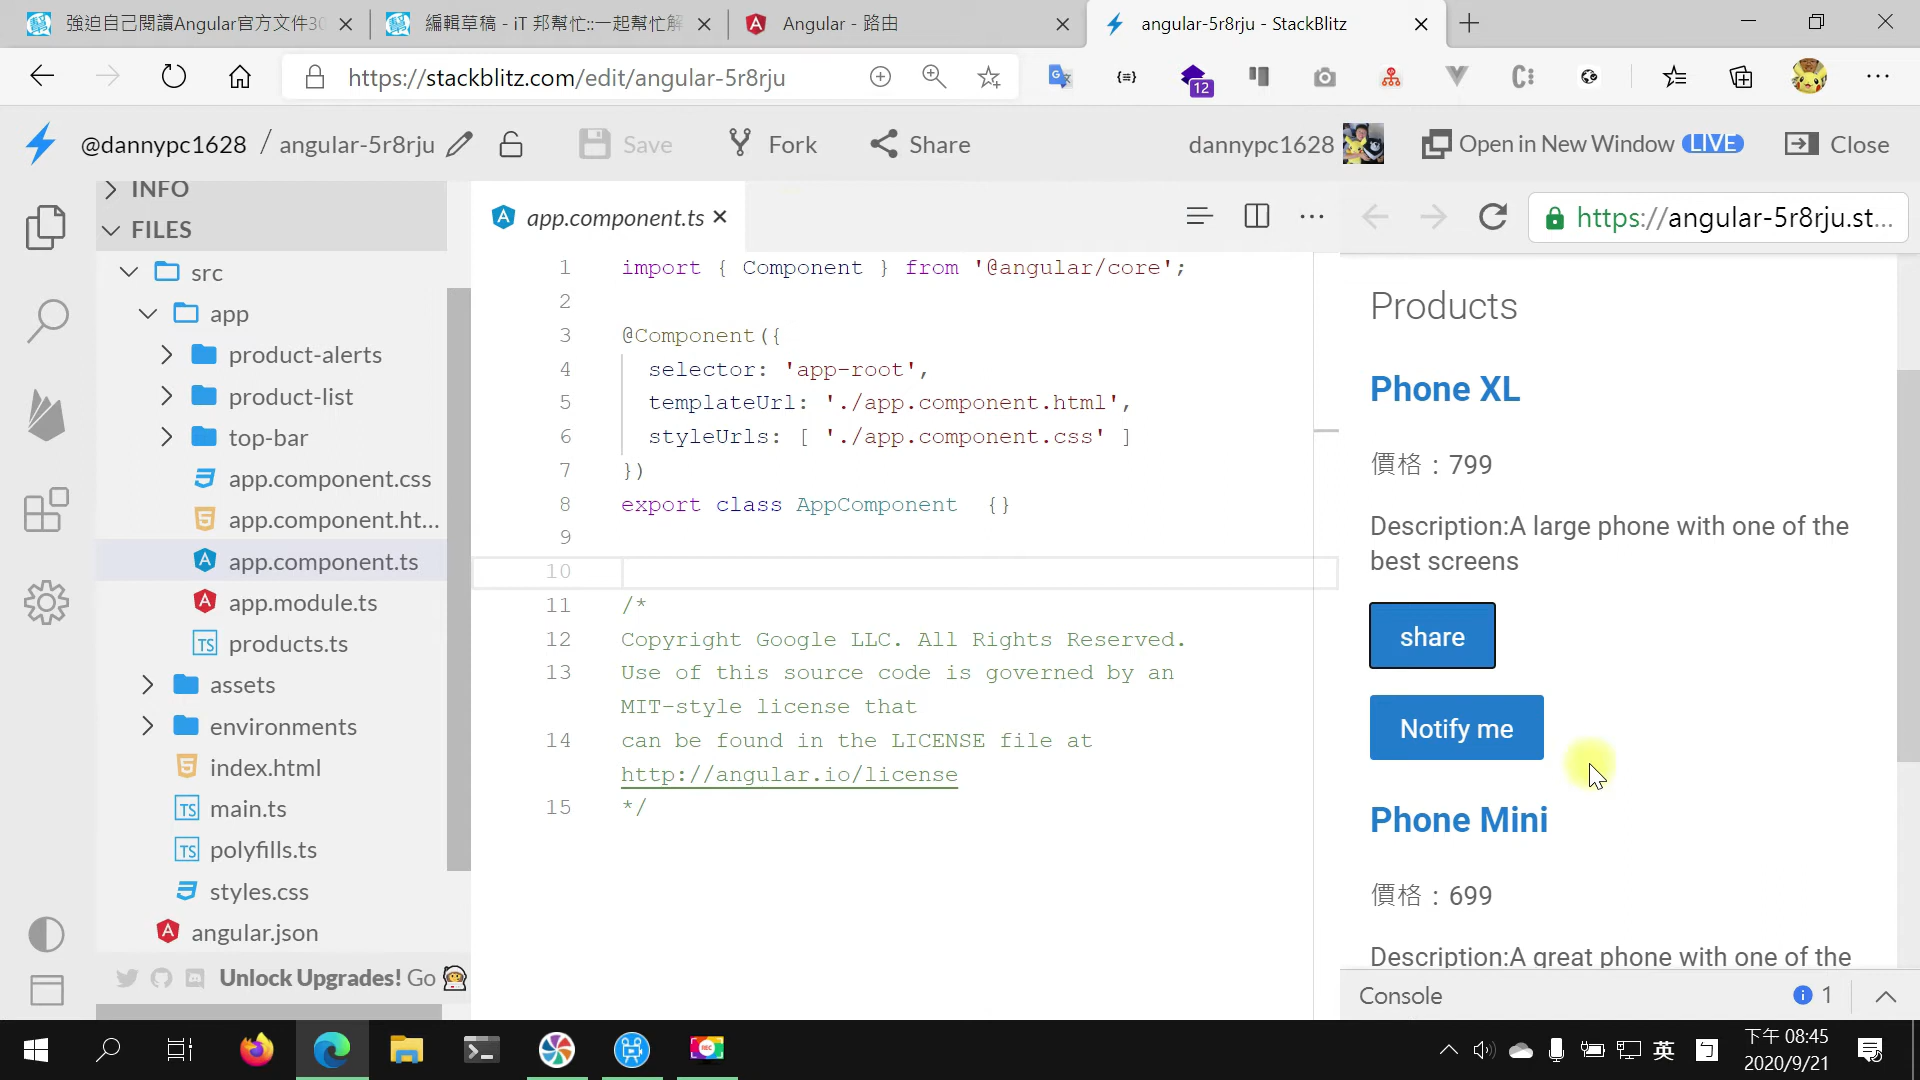 強迫自己閱讀Angular官方文件30
編輯草稿 - iT 邦幫忙::一起幫忙解
Angular - 路由
angular-5r8rju - StackBlitz
https://stackblitz.com/edit/angular-5r8rju
12
@dannypc1628 / angular-5r8rju
Save
Fork
Share
dannypc1628
Open in New Window LIVE
Close
INFO
FILES
src
app
product-alerts
product-list
top-bar
app.component.css
app.component.ht...
app.component.ts
app.module.ts
products.ts
assets
environments
index.html
main.ts
polyfills.ts
styles.css
angular.json
Unlock Upgrades! Go
app.component.ts
1 import { Component } from '@angular/core';
2
3 @Component({
4 selector: 'app-root',
5 templateUrl: './app.component.html',
6 styleUrls: [ './app.component.css' ]
7 })
8 export class AppComponent  {}
9
10
11 /*
12 Copyright Google LLC. All Rights Reserved.
13 Use of this source code is governed by an
MIT-style license that
14 can be found in the LICENSE file at
http://angular.io/license
15 */
https://angular-5r8rju.st...
Products
Phone XL
價格：799
Description:A large phone with one of the
best screens
share
Notify me
Phone Mini
價格：699
Description:A great phone with one of the
Console
1
REC
英
下午 08:45
2020/9/21